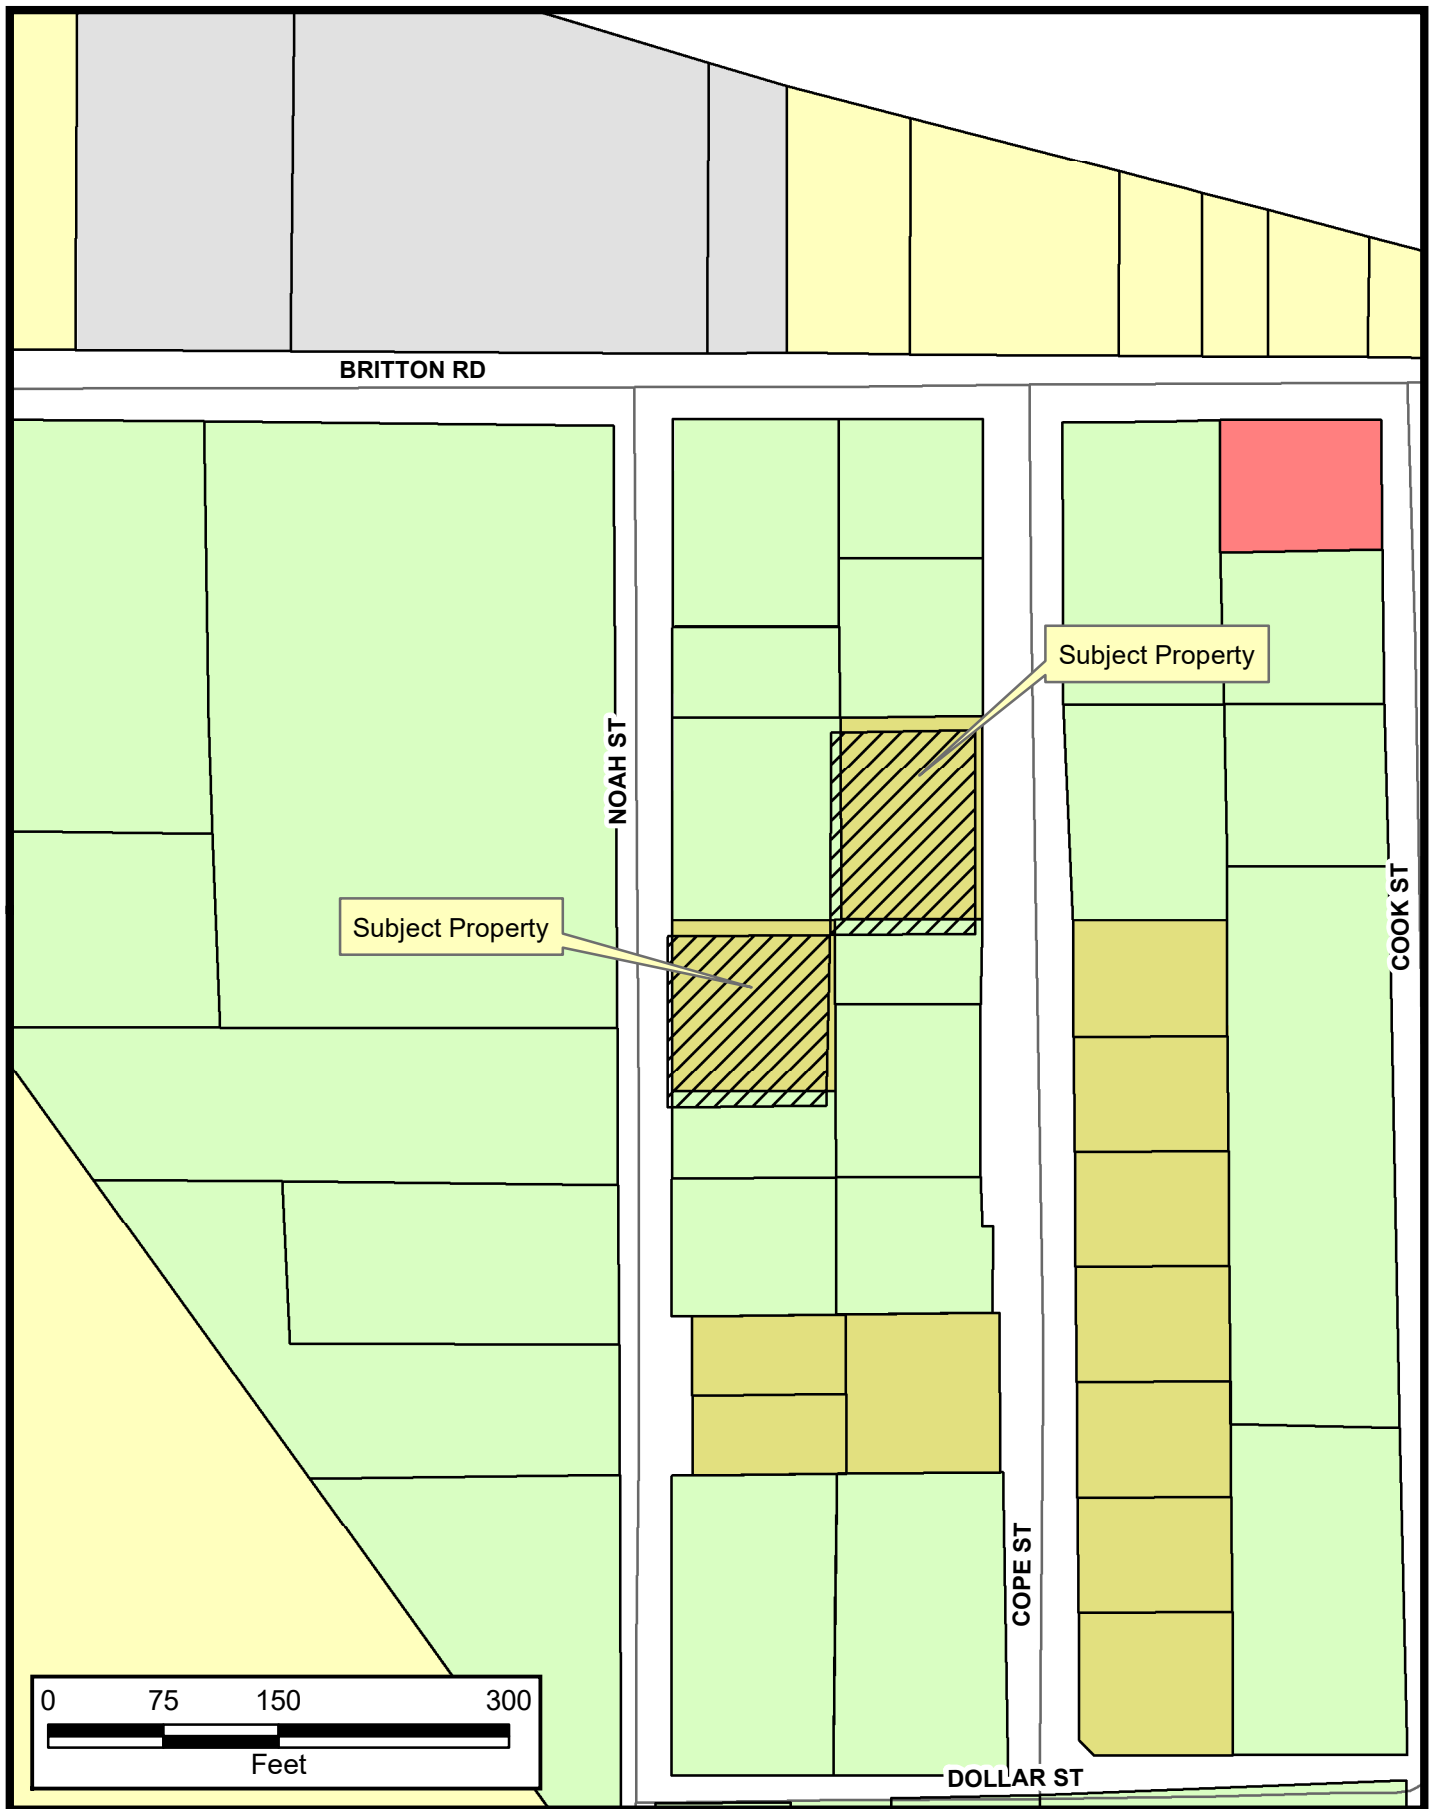 BRITTON RD
Subject Property
NOAH ST
COOK ST
Subject Property
COPE ST
0 75 150 300
Feet
DOLLAR ST